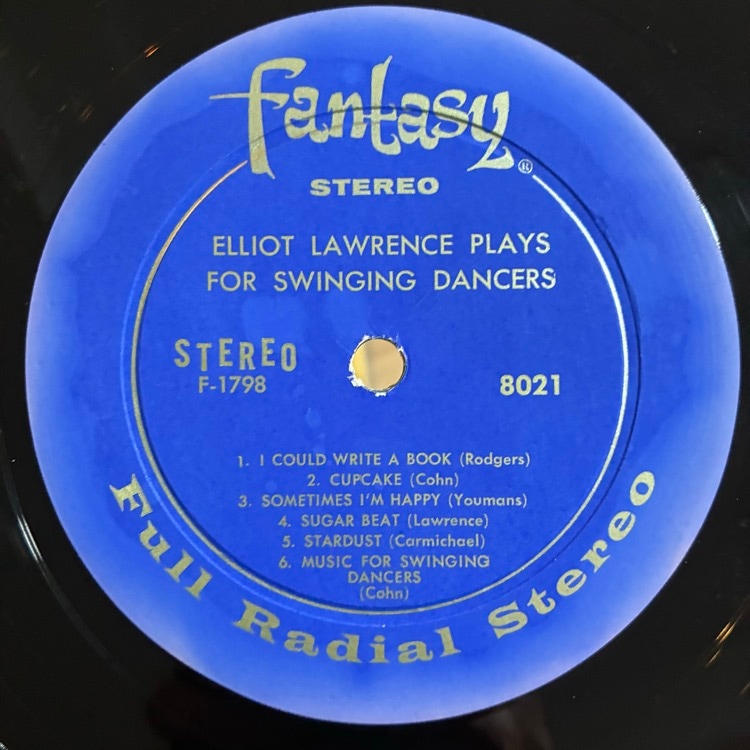 fantasy®
STEREO
ELLIOT LAWRENCE PLAYS
FOR SWINGING DANCERS
STEREO
F-1798
8021
1. I COULD WRITE A BOOK (Rodgers)
2. CUPCAKE (Cohn)
3. SOMETIMES I'M HAPPY (Youmans)
4. SUGAR BEAT (Lawrence)
5. STARDUST (Carmichael)
6. MUSIC FOR SWINGING
DANCERS
(Cohn)
Full Radial Stereo